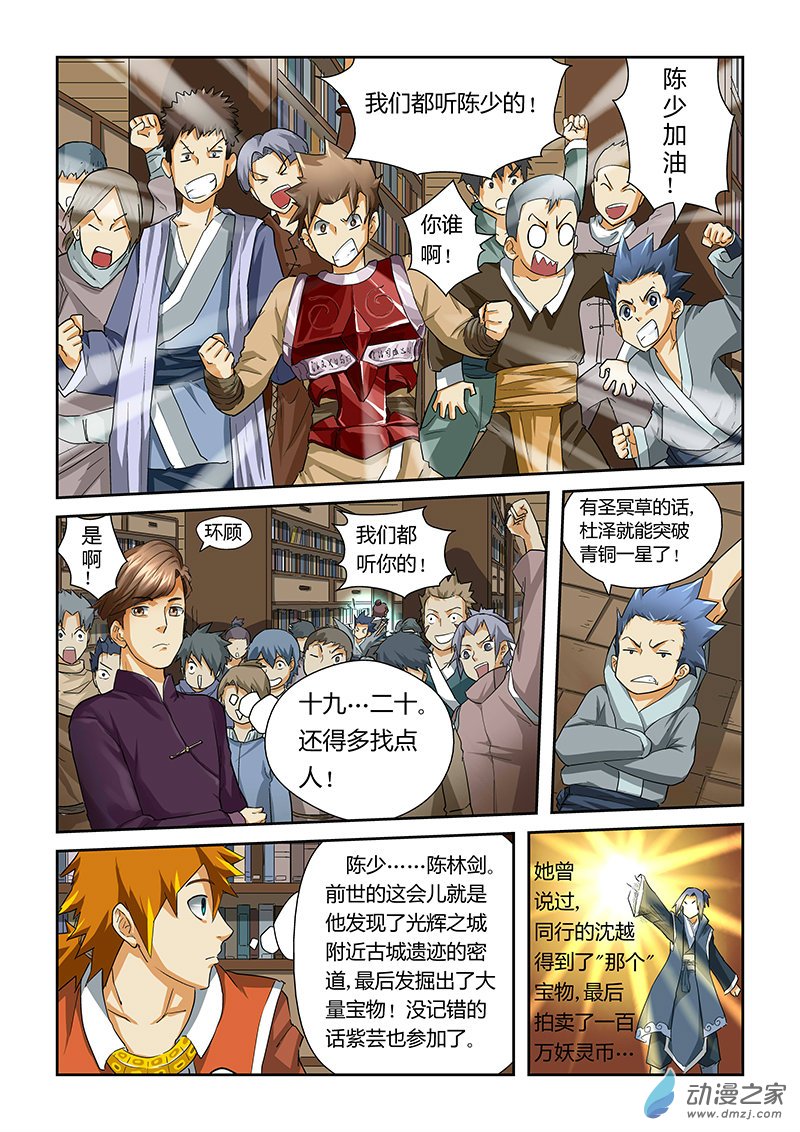 我们都听陈少的！
陈少
加油
！
你谁
啊！
是
啊
！
环顾
我们都
听你的！
十九…二十。
还得多找点
人！
有圣冥草的话，
杜泽就能突破
青铜一星了！
陈少……陈林剑。
前世的这会儿就是
他发现了光辉之城
附近古城遗迹的密
道，最后发掘出了大
量宝物！没记错的
话紫芸也参加了。
她曾
说过，
同行的沈越
得到了"那个"
宝物，最后
拍卖了一百
万妖灵币…
动漫之家
www.dmzj.com